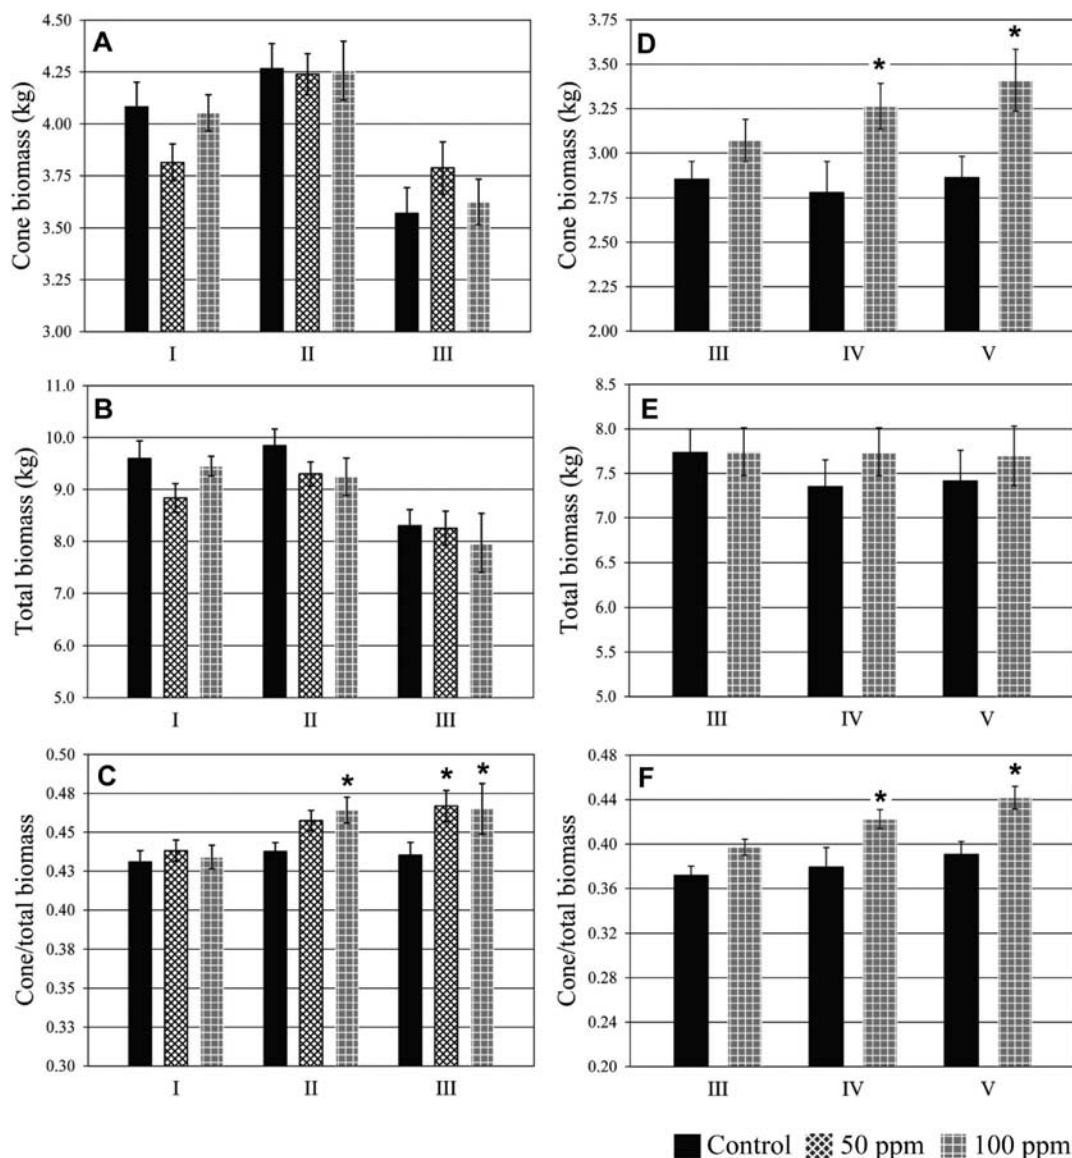 A
Cone biomass (kg)
4.50
4.25
4.00
3.75
3.50
3.25
3.00
I II III
D
Cone biomass (kg)
3.75
3.50
3.25
3.00
2.75
2.50
2.25
2.00
* *
III IV V
B
Total biomass (kg)
11.0
10.0
9.0
8.0
7.0
6.0
5.0
I II III
E
Total biomass (kg)
8.5
8.0
7.5
7.0
6.5
6.0
5.5
5.0
III IV V
C
Cone/total biomass
0.50
0.48
0.45
0.43
0.40
0.38
0.35
0.33
0.30
* * *
I II III
F
Cone/total biomass
0.48
0.44
0.40
0.36
0.32
0.28
0.24
0.20
* *
III IV V
Control 50 ppm 100 ppm